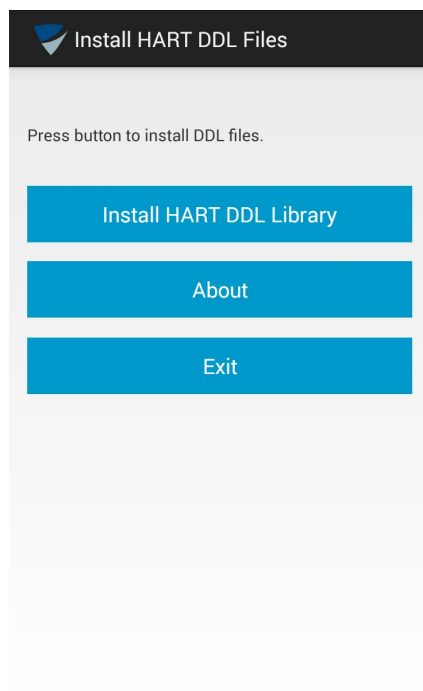 Install HART DDL Files
Press button to install DDL files.
Install HART DDL Library
About
Exit